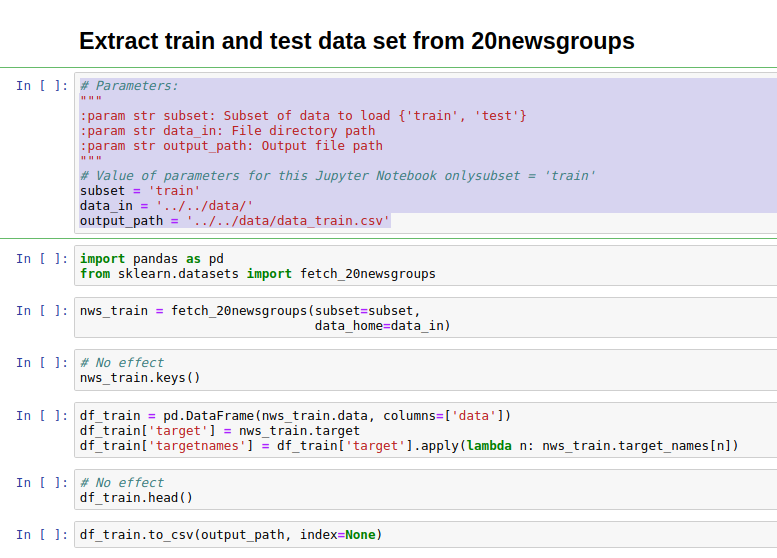 Extract train and test data set from 20newsgroups
In [ ]: # Parameters:
"""
:param str subset: Subset of data to load {'train', 'test'}
:param str data_in: File directory path
:param str output_path: Output file path
"""
# Value of parameters for this Jupyter Notebook onlysubset = 'train'
subset = 'train'
data_in = '../../data/'
output_path = '../../data/data_train.csv'
In [ ]: import pandas as pd
from sklearn.datasets import fetch_20newsgroups
In [ ]: nws_train = fetch_20newsgroups(subset=subset,
data_home=data_in)
In [ ]: # No effect
nws_train.keys()
In [ ]: df_train = pd.DataFrame(nws_train.data, columns=['data'])
df_train['target'] = nws_train.target
df_train['targetnames'] = df_train['target'].apply(lambda n: nws_train.target_names[n])
In [ ]: # No effect
df_train.head()
In [ ]: df_train.to_csv(output_path, index=None)